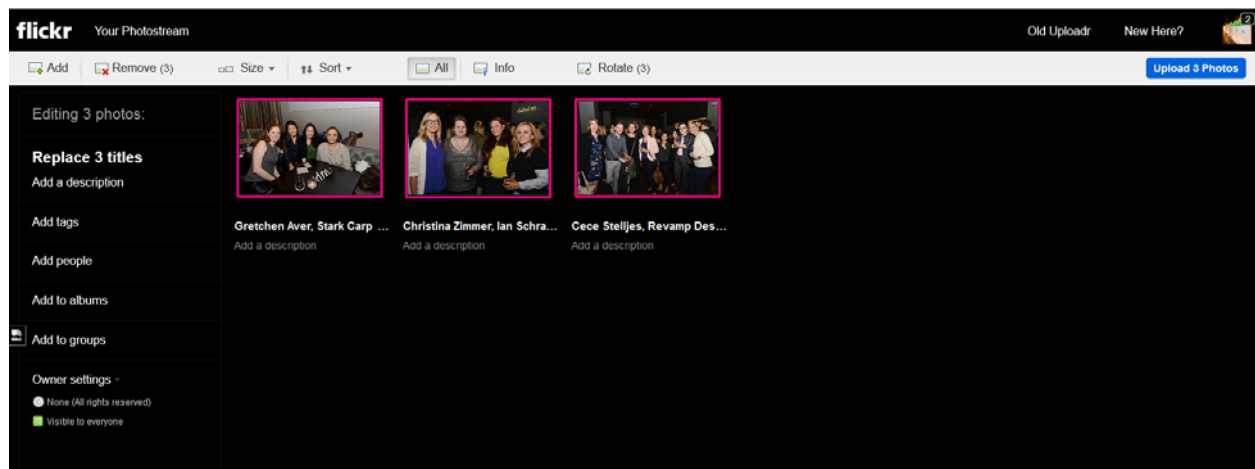 flickr Your Photostream Old Uploadr New Here? 2
Add Remove (3) Size Sort All Info Rotate (3) Upload 3 Photos
Editing 3 photos:
Replace 3 titles
Add a description
Add tags
Add people
Add to albums
Add to groups
Owner settings
None (All rights reserved)
Visible to everyone
Gretchen Aver, Stark Carp ... Christina Zimmer, Ian Schra... Cece Stelljes, Revamp Des...
Add a description Add a description Add a description